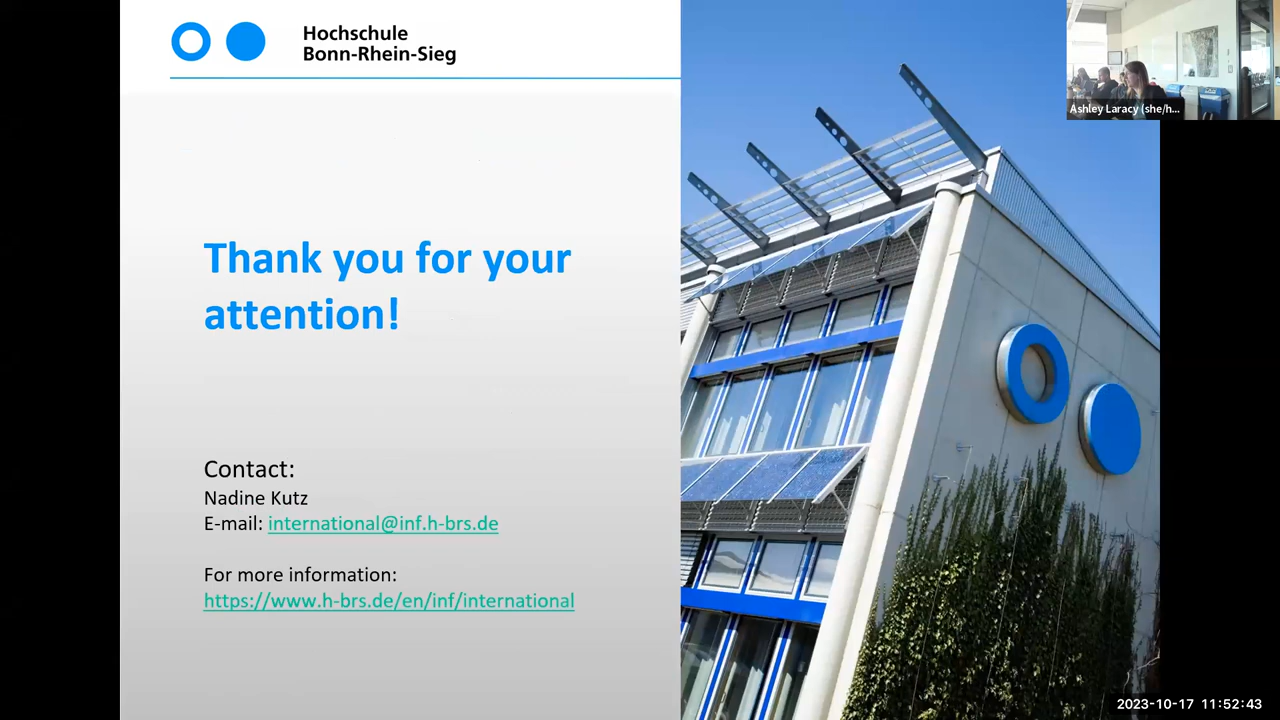 Hochschule
Bonn-Rhein-Sieg
Ashley Laracy (she/h...
Thank you for your
attention!
Contact:
Nadine Kutz
E-mail: international@inf.h-brs.de
For more information:
https://www.h-brs.de/en/inf/international
2023-10-17 11:52:43